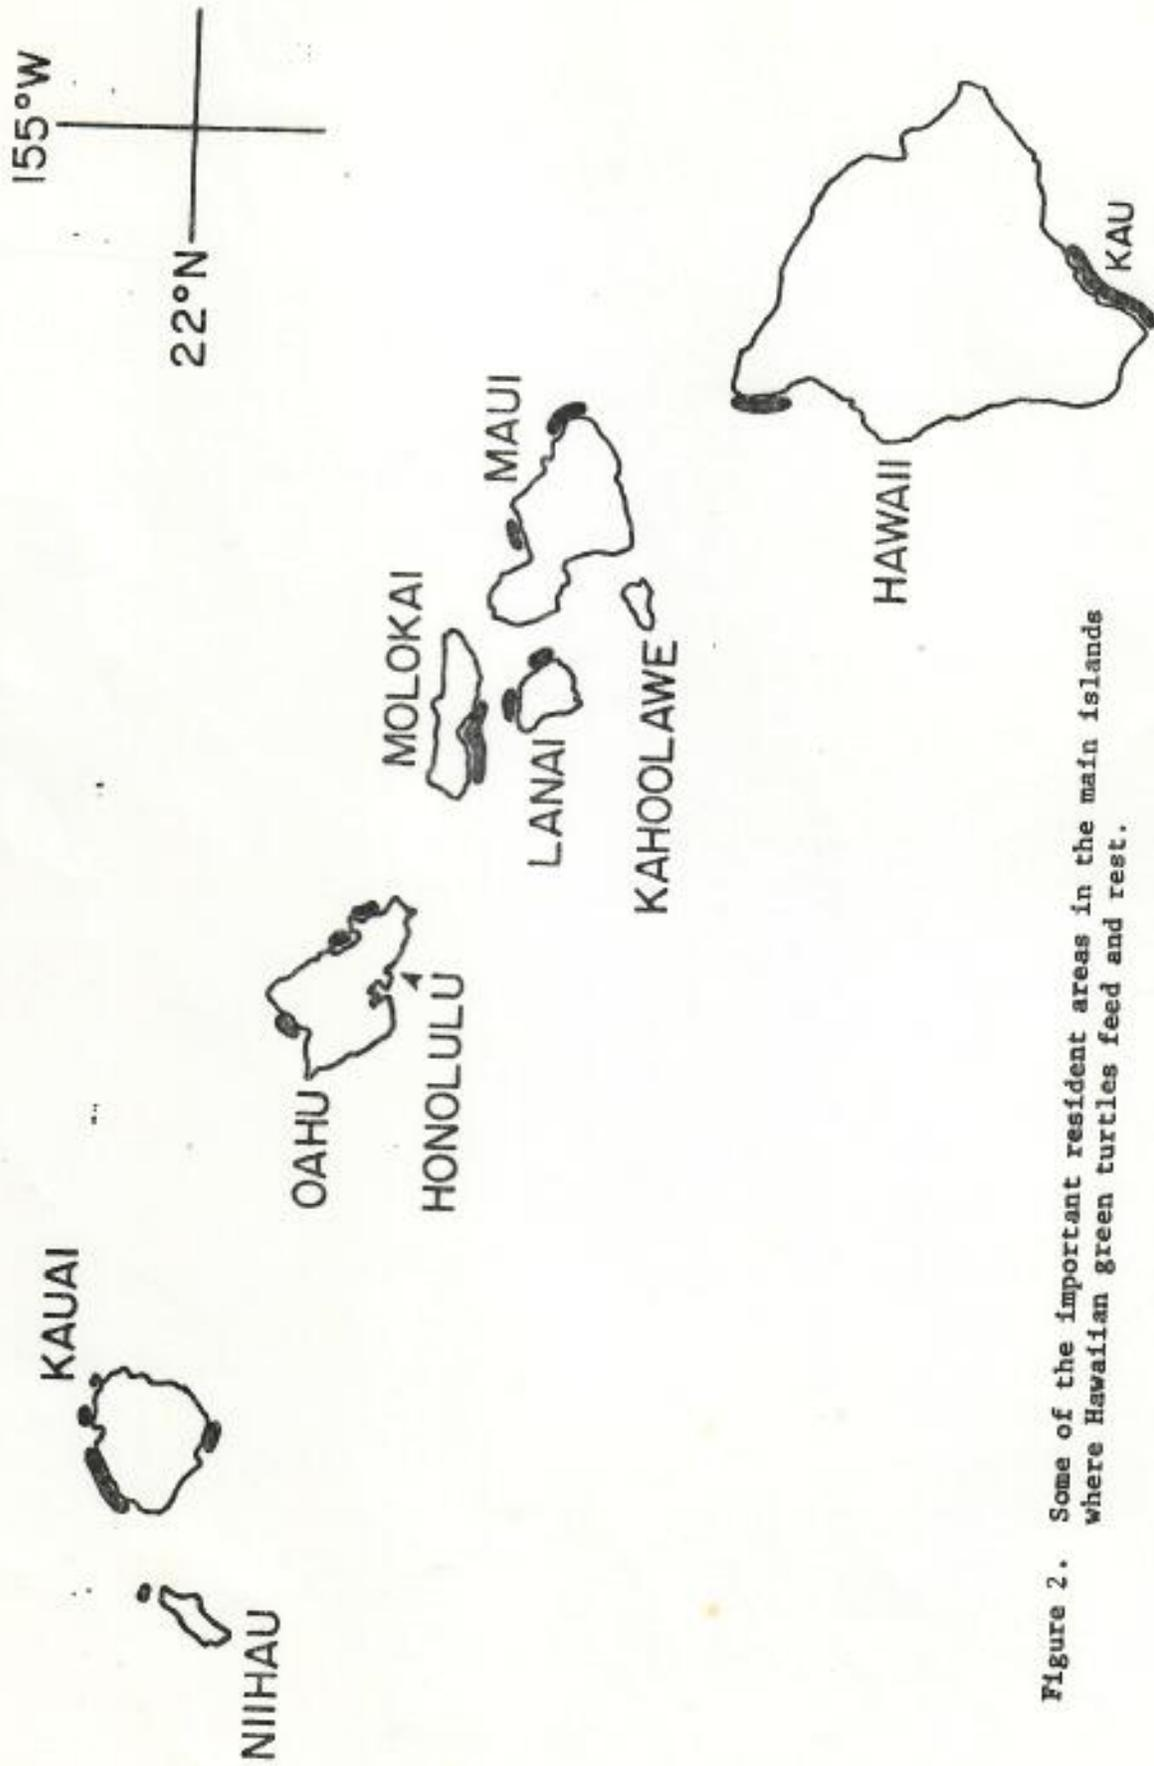 155°W
22°N
KAUAI
NIIHAU
OAHU
HONOLULU
MOLOKAI
MAUI
LANAI
KAHOOLAWE
HAWAII
KAU
Figure 2. Some of the important resident areas in the main islands
where Hawaiian green turtles feed and rest.